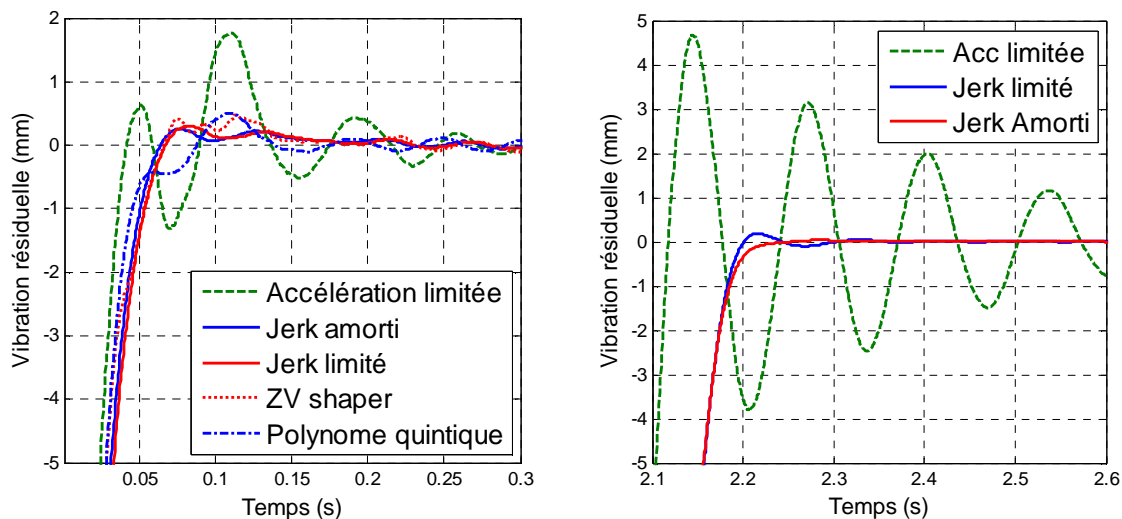 2
1
0
-1
-2
-3
-4
-5
Vibration résiduelle (mm)
Accélération limitée
Jerk amorti
Jerk limité
ZV shaper
Polynome quintique
0.05 0.1 0.15 0.2 0.25 0.3
Temps (s)
5
4
3
2
1
0
-1
-2
-3
-4
-5
Vibration résiduelle (mm)
Acc limitée
Jerk limité
Jerk Amorti
2.1 2.2 2.3 2.4 2.5 2.6
Temps (s)